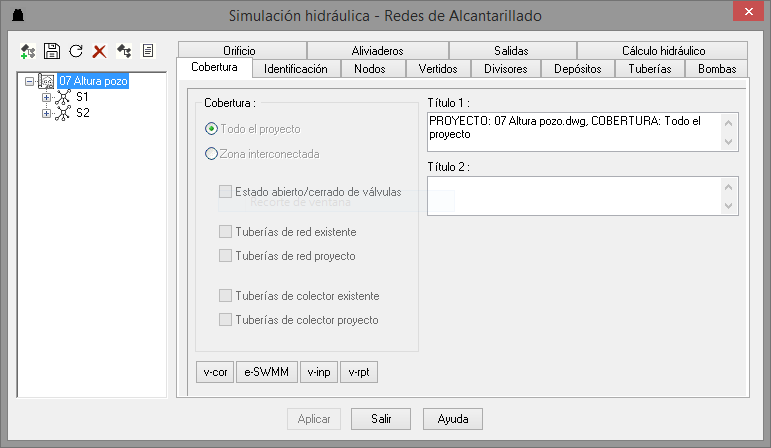 Simulación hidráulica - Redes de Alcantarillado
Orificio
Aliviaderos
Salidas
Cálculo hidráulico
Cobertura
Identificación
Nodos
Vertidos
Divisores
Depósitos
Tuberías
Bombas
07 Altura pozo
S1
S2
Cobertura :
Todo el proyecto
Zona interconectada
Estado abierto/cerrado de válvulas
Recorte de ventana
Tuberías de red existente
Tuberías de red proyecto
Tuberías de colector existente
Tuberías de colector proyecto
Título 1 :
PROYECTO: 07 Altura pozo.dwg, COBERTURA: Todo el
proyecto
Título 2 :
v-cor
e-SWMM
v-inp
v-rpt
Aplicar
Salir
Ayuda